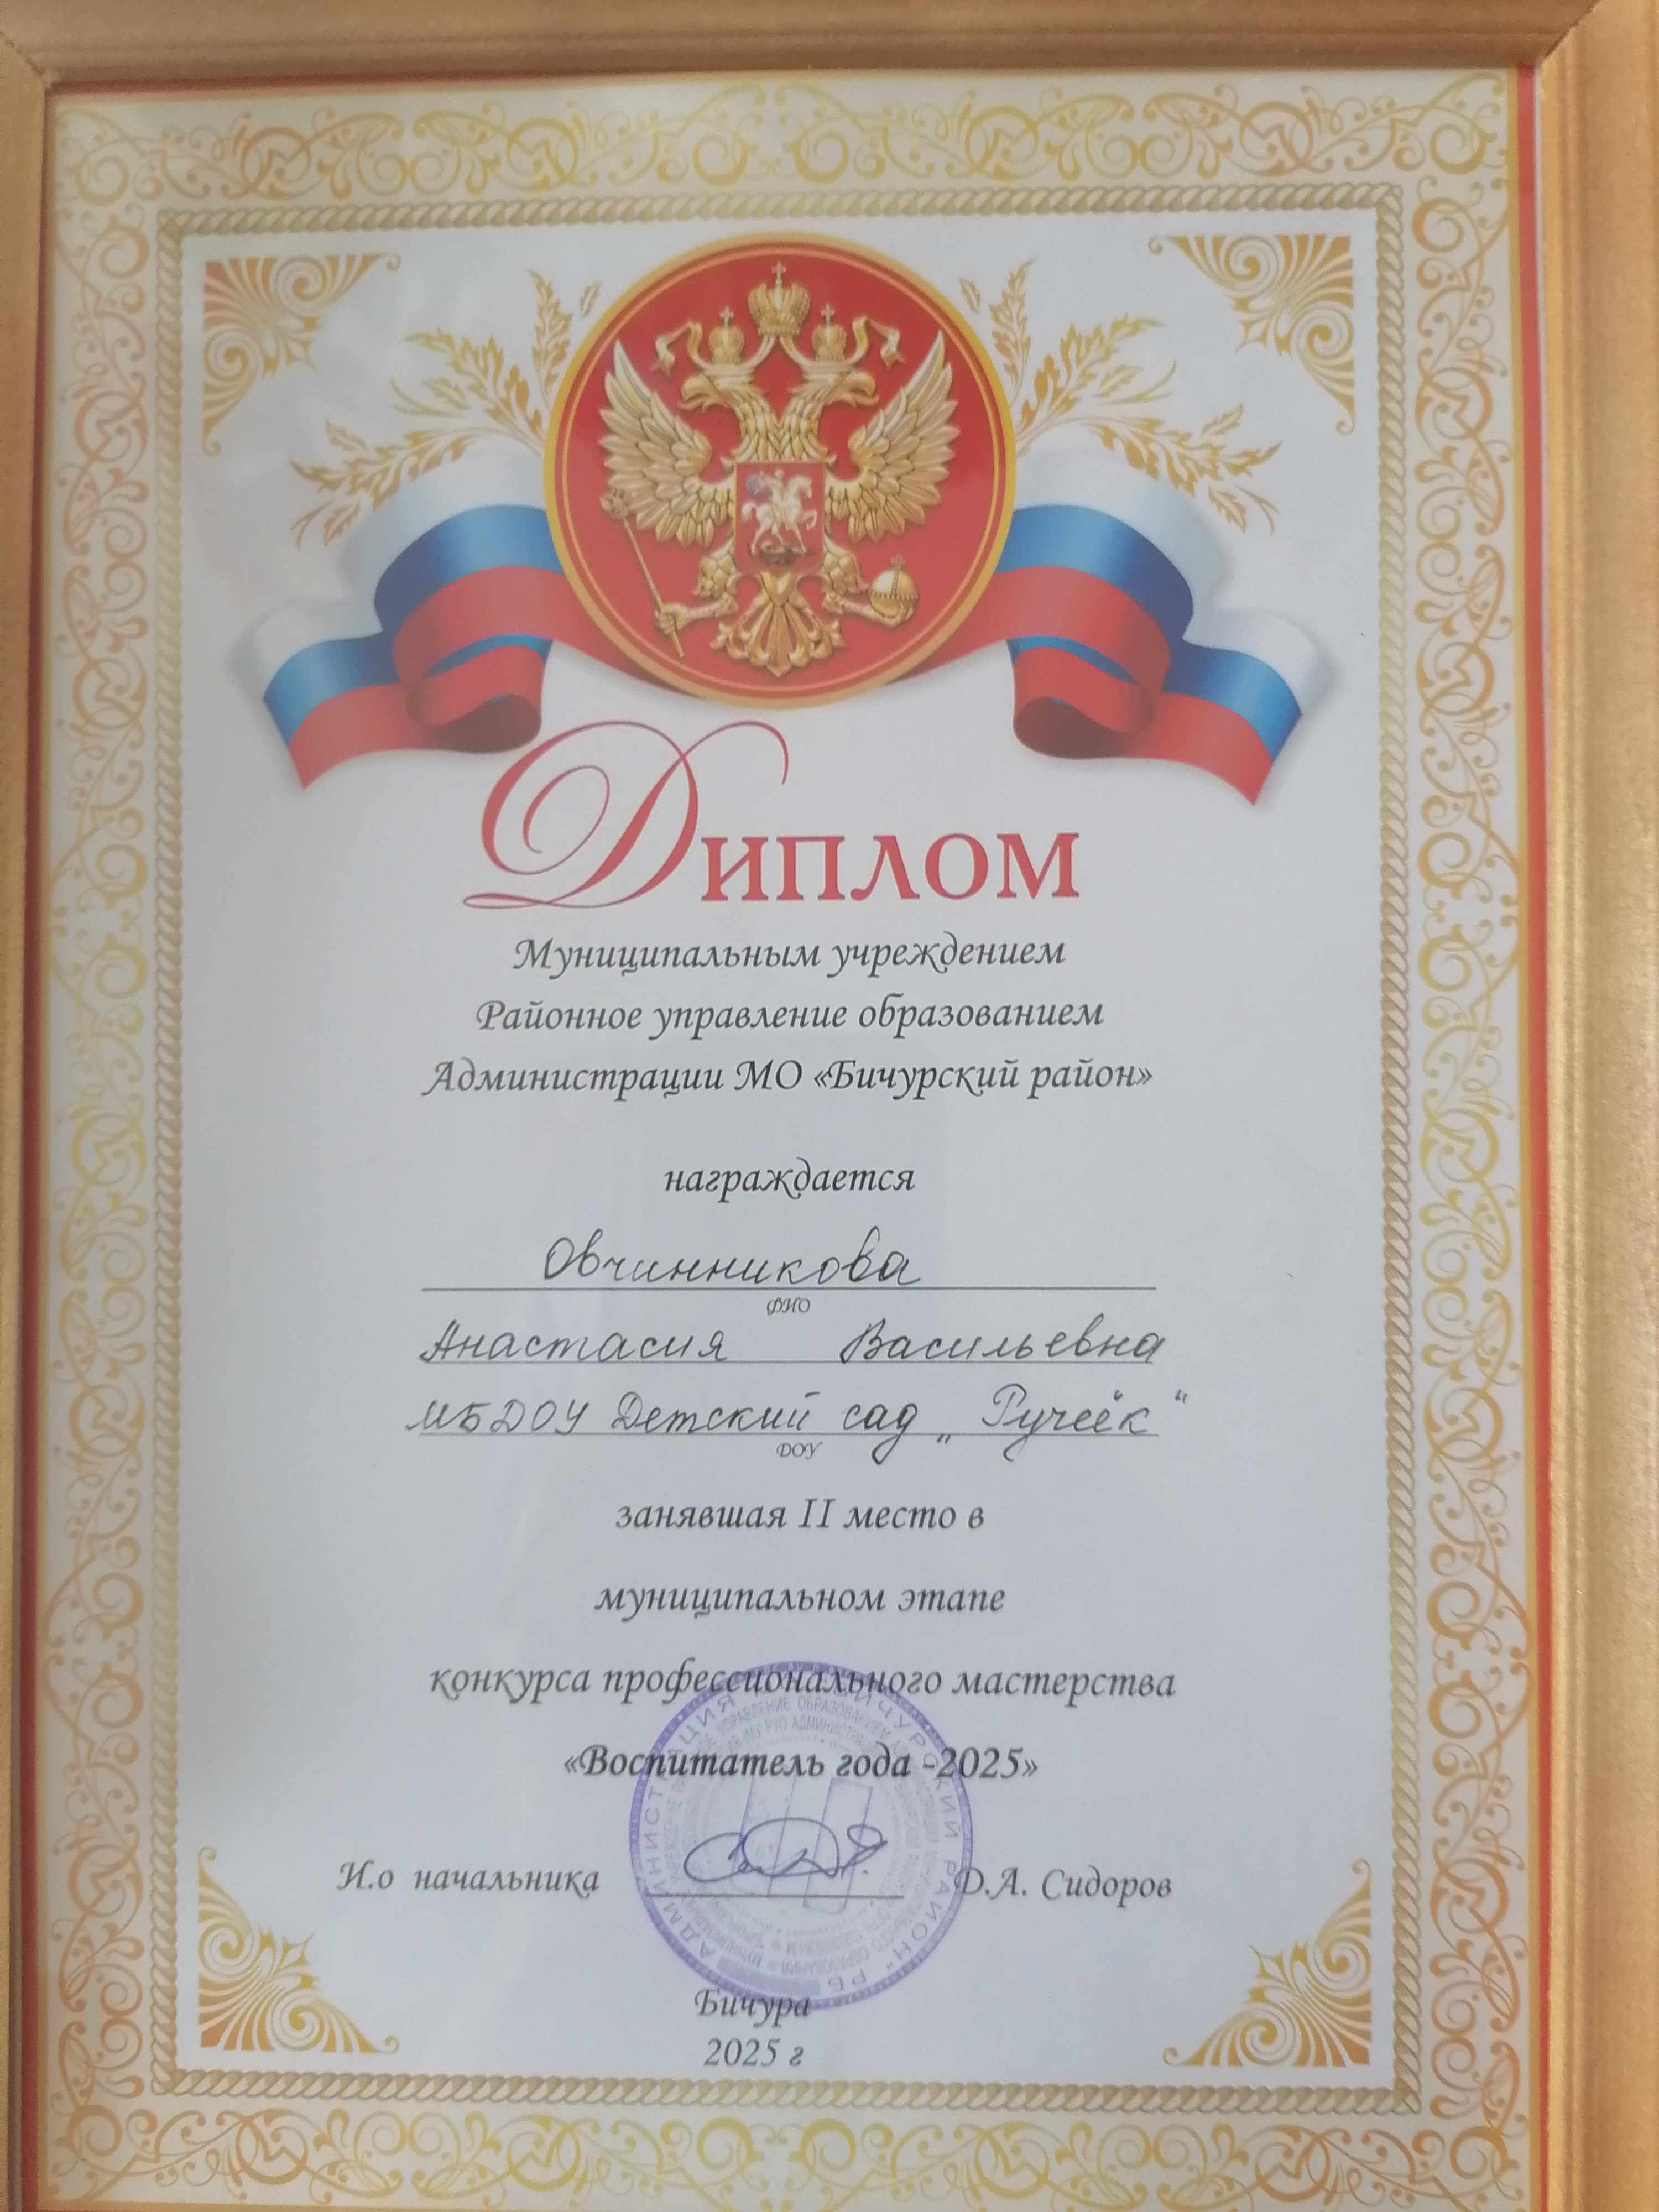 Диплом
Муниципальным учреждением
Районное управление образованием
Администрации МО «Бичурский район»
награждается
Овчинникова
ФИО
Анастасия Васильевна
МБДОУ Детский сад „Ручеёк“
ДОУ
занявшая II место в
муниципальном этапе
конкурса профессионального мастерства
«Воспитатель года -2025»
И.о начальника Д.А. Сидоров
Бичура
2025 г